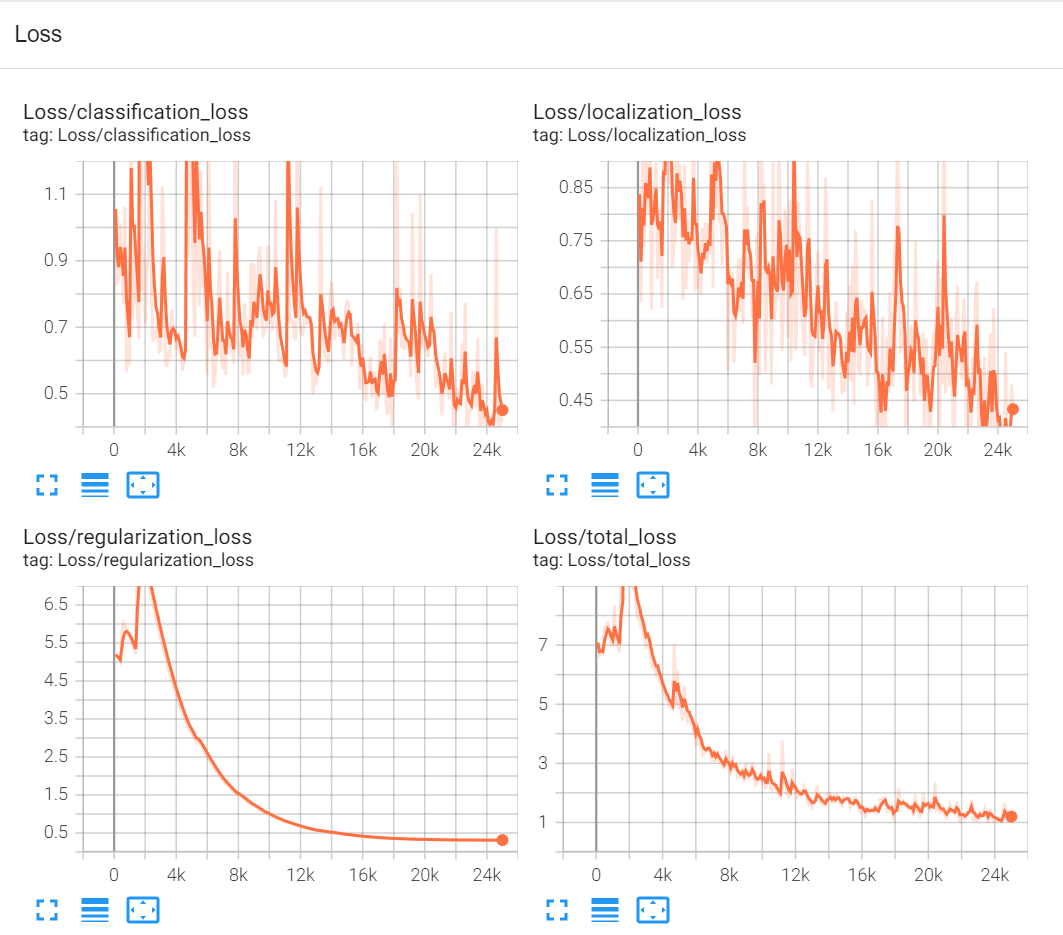 Loss
Loss/classification_loss
tag: Loss/classification_loss
1.1
0.9
0.7
0.5
0 4k 8k 12k 16k 20k 24k
Loss/localization_loss
tag: Loss/localization_loss
0.85
0.75
0.65
0.55
0.45
0 4k 8k 12k 16k 20k 24k
Loss/regularization_loss
tag: Loss/regularization_loss
6.5
5.5
4.5
3.5
2.5
1.5
0.5
0 4k 8k 12k 16k 20k 24k
Loss/total_loss
tag: Loss/total_loss
7
5
3
1
0 4k 8k 12k 16k 20k 24k